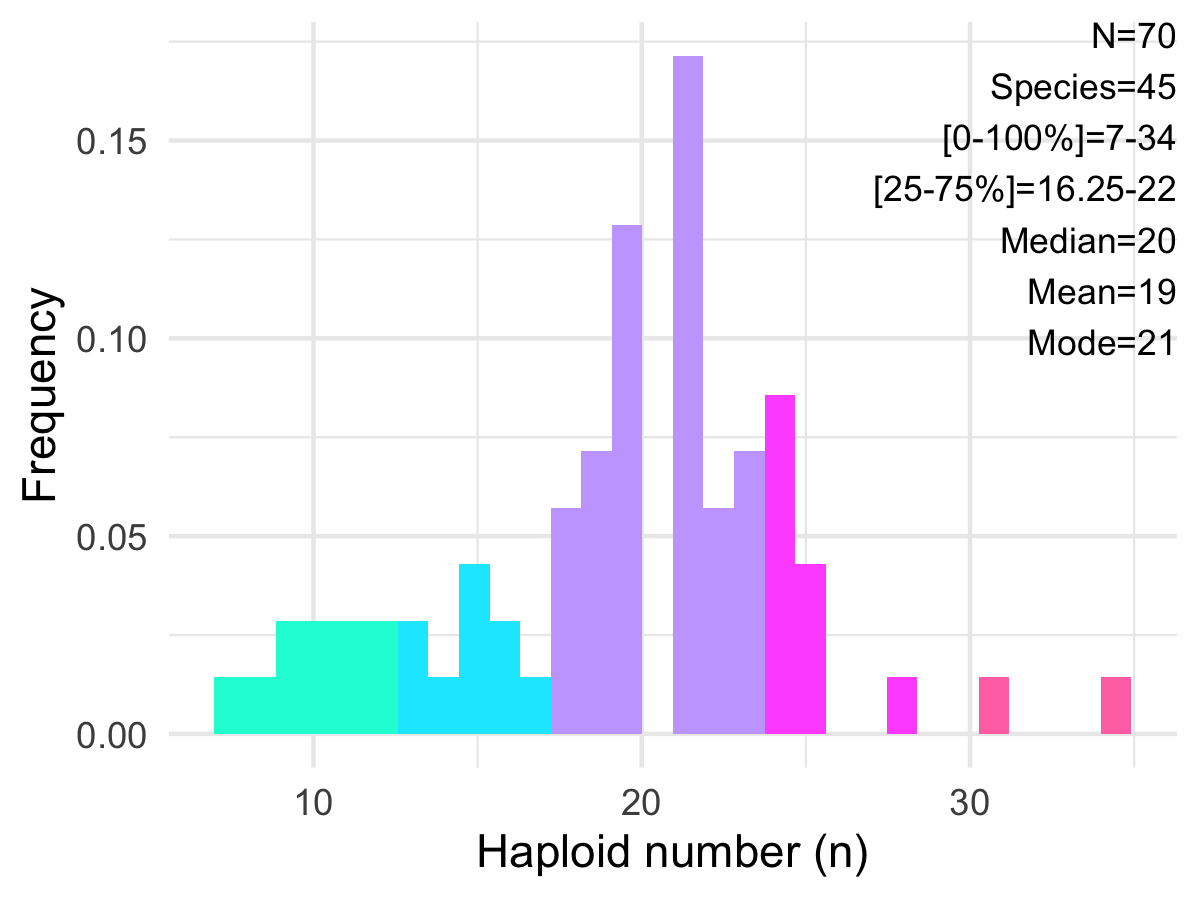 N=70
Species=45
[0-100%]=7-34
[25-75%]=16.25-22
Median=20
Mean=19
Mode=21
Frequency
0.15
0.10
0.05
0.00
10 20 30
Haploid number (n)